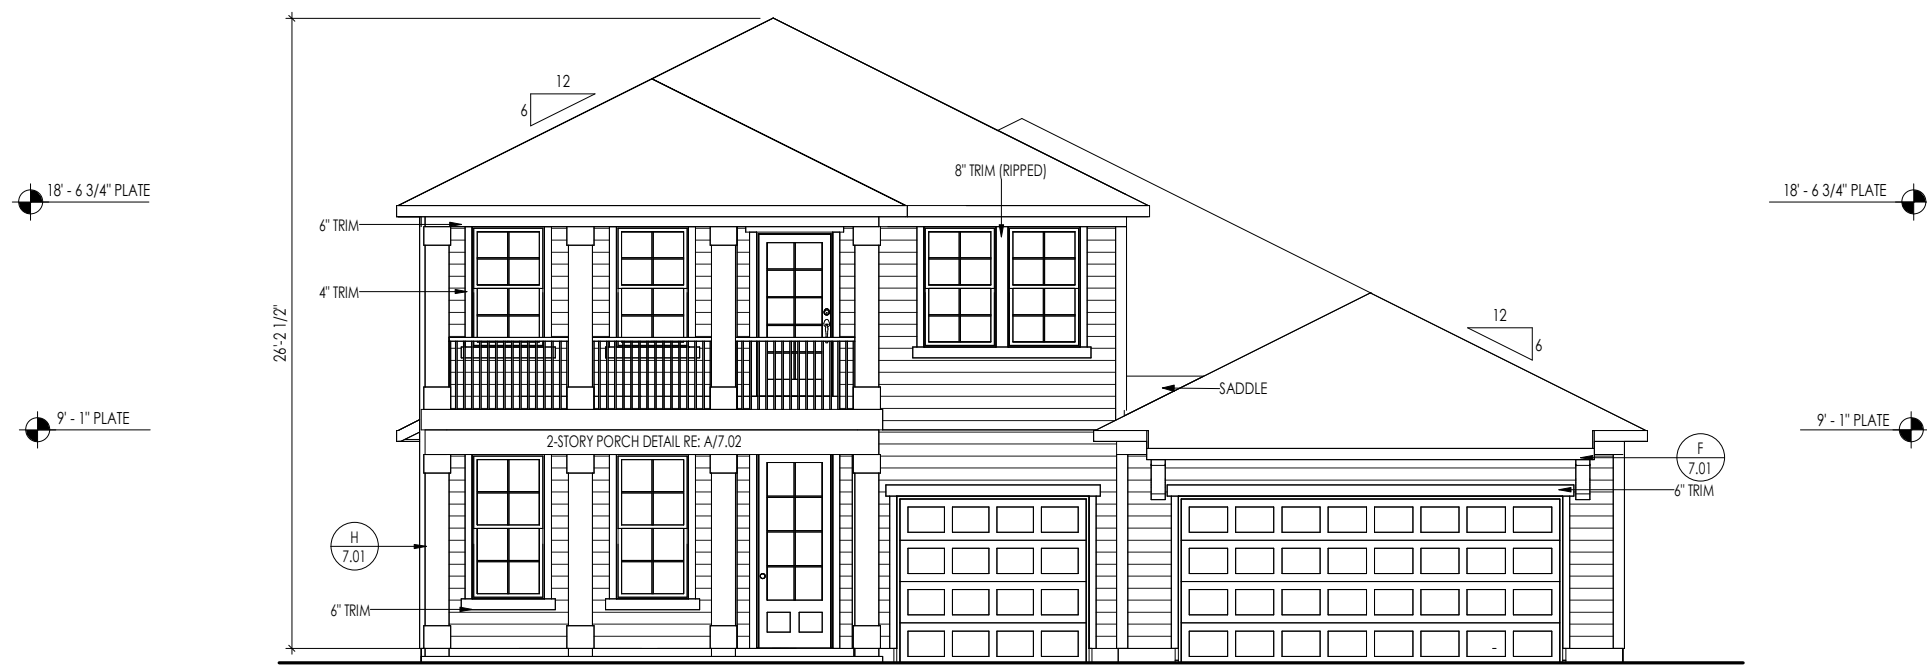 12
6
18' - 6 3/4" PLATE
8" TRIM (RIPPED)
18' - 6 3/4" PLATE
6" TRIM
4" TRIM
26'-2 1/2"
12
6
SADDLE
9' - 1" PLATE
9' - 1" PLATE
2-STORY PORCH DETAIL RE: A/7.02
F
7.01
6" TRIM
H
7.01
6" TRIM